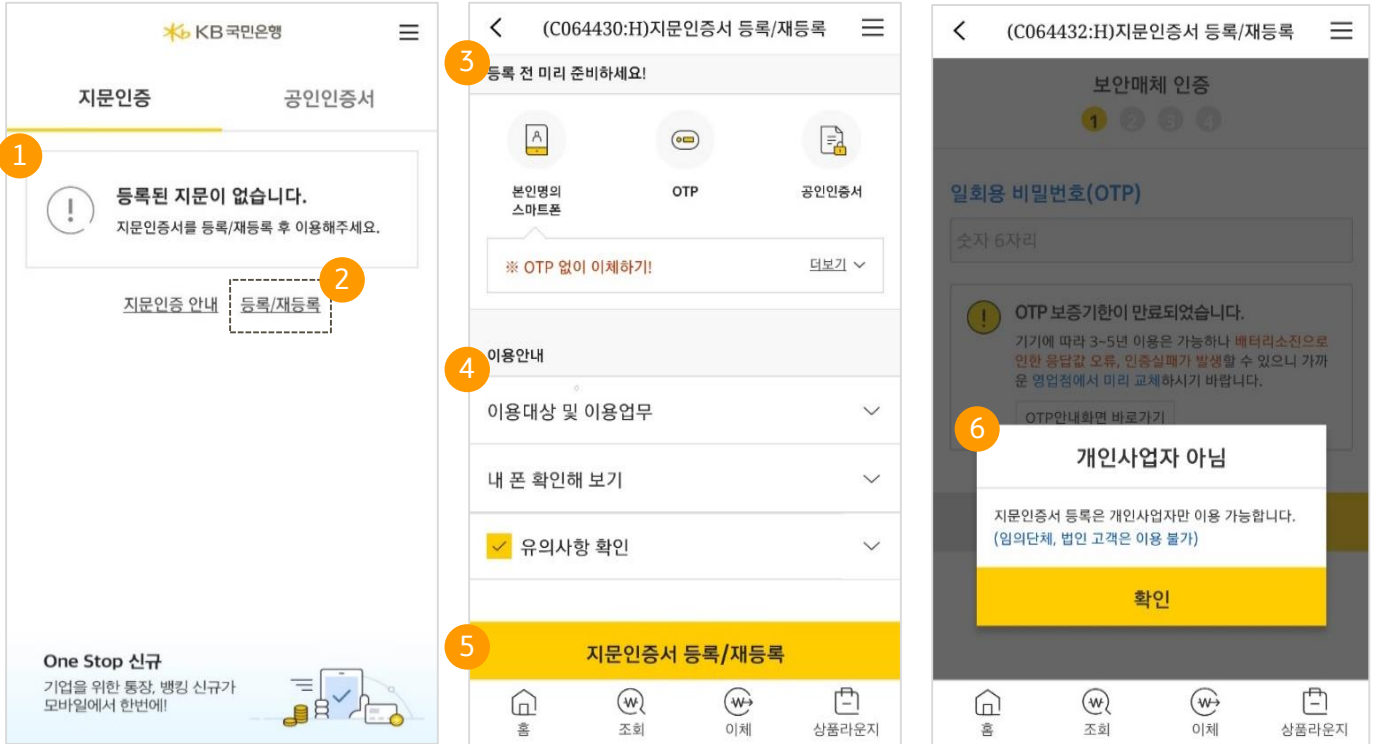 KB국민은행
지문인증
공인인증서
1
등록된 지문이 없습니다.
지문인증서를 등록/재등록 후 이용해주세요.
2
지문인증 안내
등록/재등록
One Stop 신규
기업을 위한 통장, 뱅킹 신규가
모바일에서 한번에!
(C064430:H)지문인증서 등록/재등록
3
등록 전 미리 준비하세요!
본인명의
스마트폰
OTP
공인인증서
※ OTP 없이 이체하기!
더보기
4
이용안내
이용대상 및 이용업무
내 폰 확인해 보기
유의사항 확인
5
지문인증서 등록/재등록
홈
조회
이체
상품라운지
(C064432:H)지문인증서 등록/재등록
보안매체 인증
1 2 3 4
일회용 비밀번호(OTP)
숫자 6자리
OTP 보증기한이 만료되었습니다.
기기에 따라 3~5년 이용은 가능하나 배터리소진으로
인한 응답값 오류, 인증실패가 발생할 수 있으니 가까
운 영업점에서 미리 교체하시기 바랍니다.
OTP안내화면 바로가기
6
개인사업자 아님
지문인증서 등록은 개인사업자만 이용 가능합니다.
(임의단체, 법인 고객은 이용 불가)
확인
홈
조회
이체
상품라운지